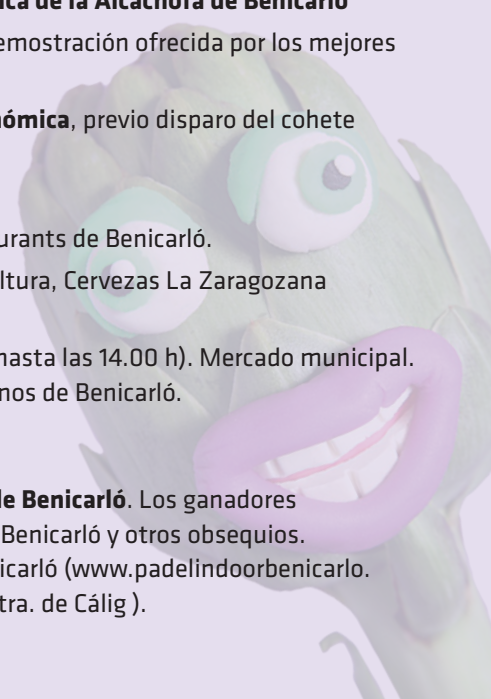 ca de la Alcachofa de Benicarló
emostración ofrecida por los mejores
nómica, previo disparo del cohete
urants de Benicarló.
ltura, Cervezas La Zaragozana
hasta las 14.00 h). Mercado municipal.
nos de Benicarló.
de Benicarló. Los ganadores
Benicarló y otros obsequios.
icarló (www.padelindoorbenicarlo.
tra. de Cálig ).